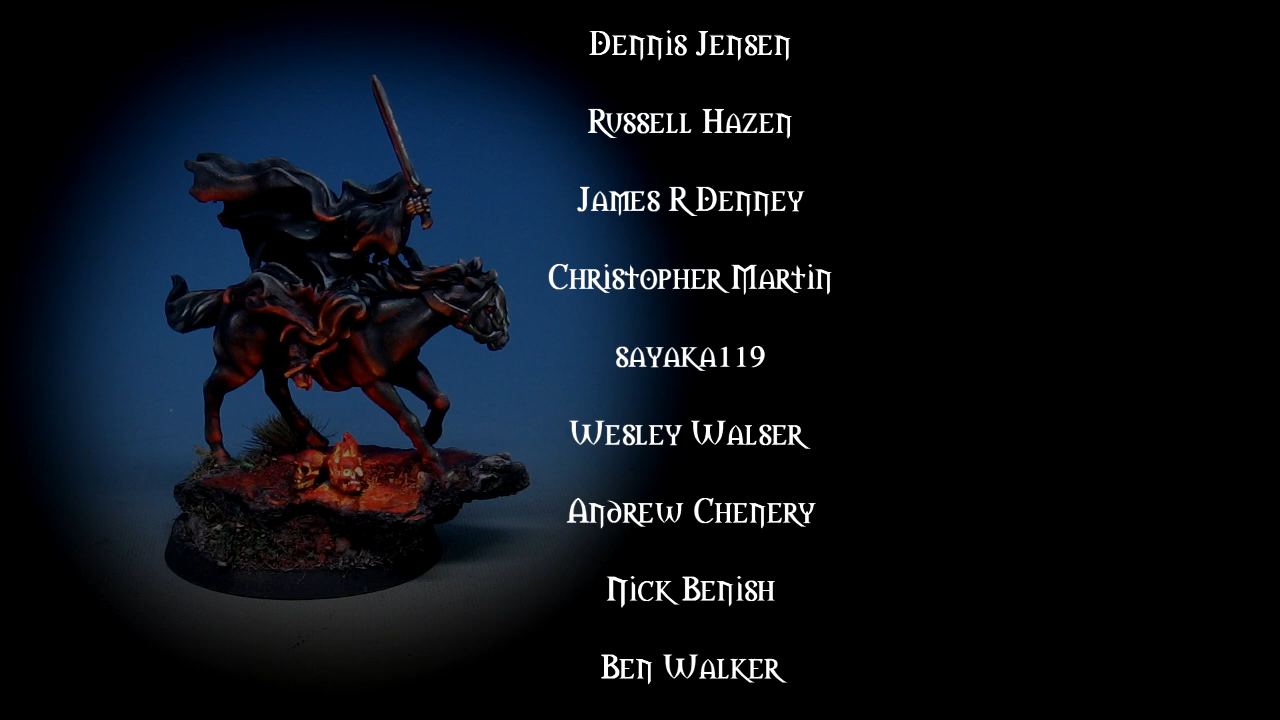 Dennis Jensen
Russell Hazen
James R Denney
Christopher Martin
sayaka119
Wesley Walser
Andrew Chenery
Nick Benish
Ben Walker